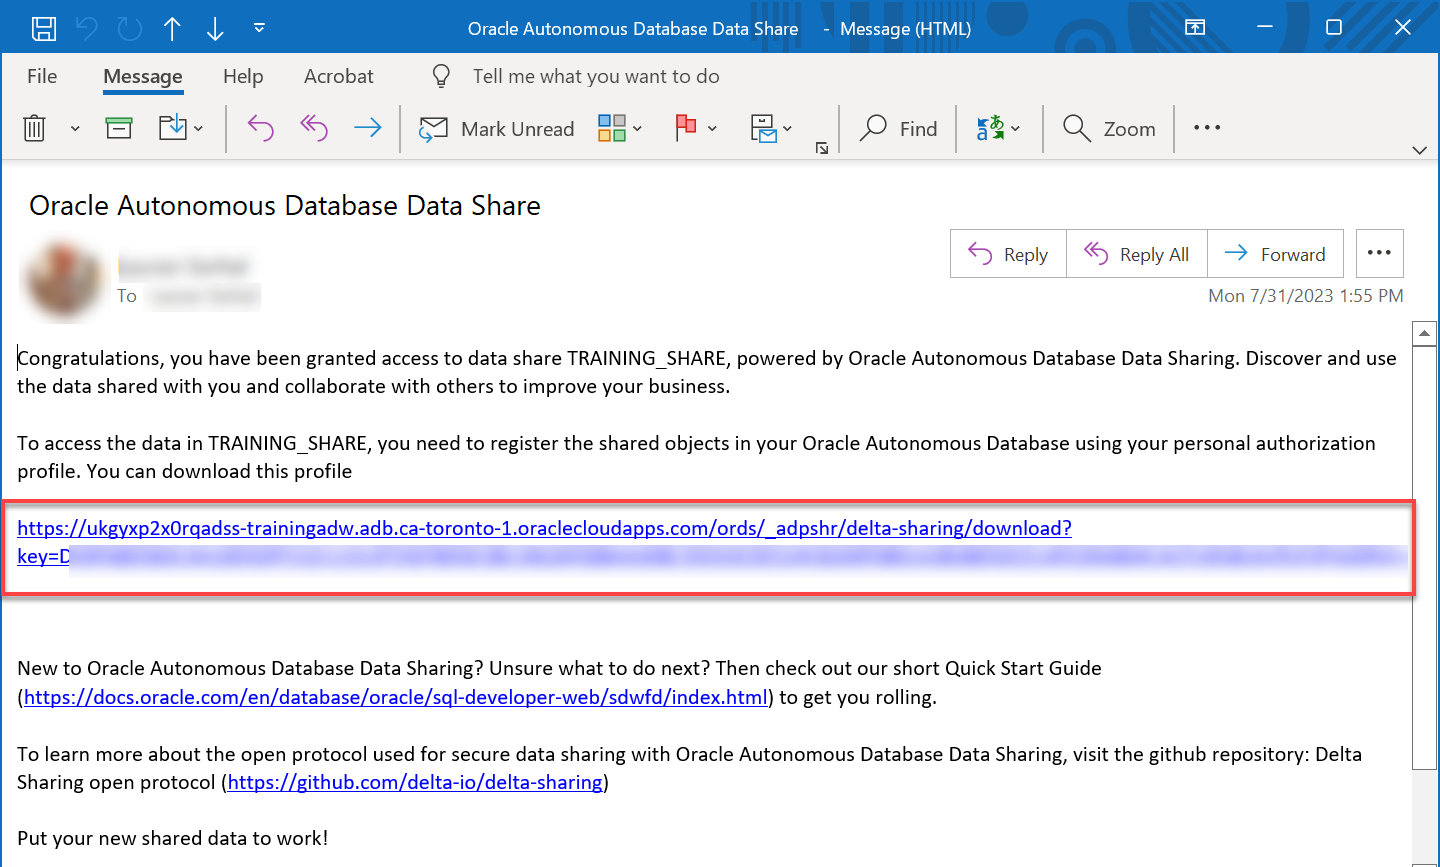 Oracle Autonomous Database Data Share - Message (HTML)
File Message Help Acrobat Tell me what you want to do
Mark Unread Find Zoom
Oracle Autonomous Database Data Share
Reply Reply All Forward
To
Mon 7/31/2023 1:55 PM
Congratulations, you have been granted access to data share TRAINING_SHARE, powered by Oracle Autonomous Database Data Sharing. Discover and use
the data shared with you and collaborate with others to improve your business.
To access the data in TRAINING_SHARE, you need to register the shared objects in your Oracle Autonomous Database using your personal authorization
profile. You can download this profile
https://ukgyxp2x0rqadss-trainingadw.adb.ca-toronto-1.oraclecloudapps.com/ords/_adpshr/delta-sharing/download?
key=D
New to Oracle Autonomous Database Data Sharing? Unsure what to do next? Then check out our short Quick Start Guide
(https://docs.oracle.com/en/database/oracle/sql-developer-web/sdwfd/index.html) to get you rolling.
To learn more about the open protocol used for secure data sharing with Oracle Autonomous Database Data Sharing, visit the github repository: Delta
Sharing open protocol (https://github.com/delta-io/delta-sharing)
Put your new shared data to work!